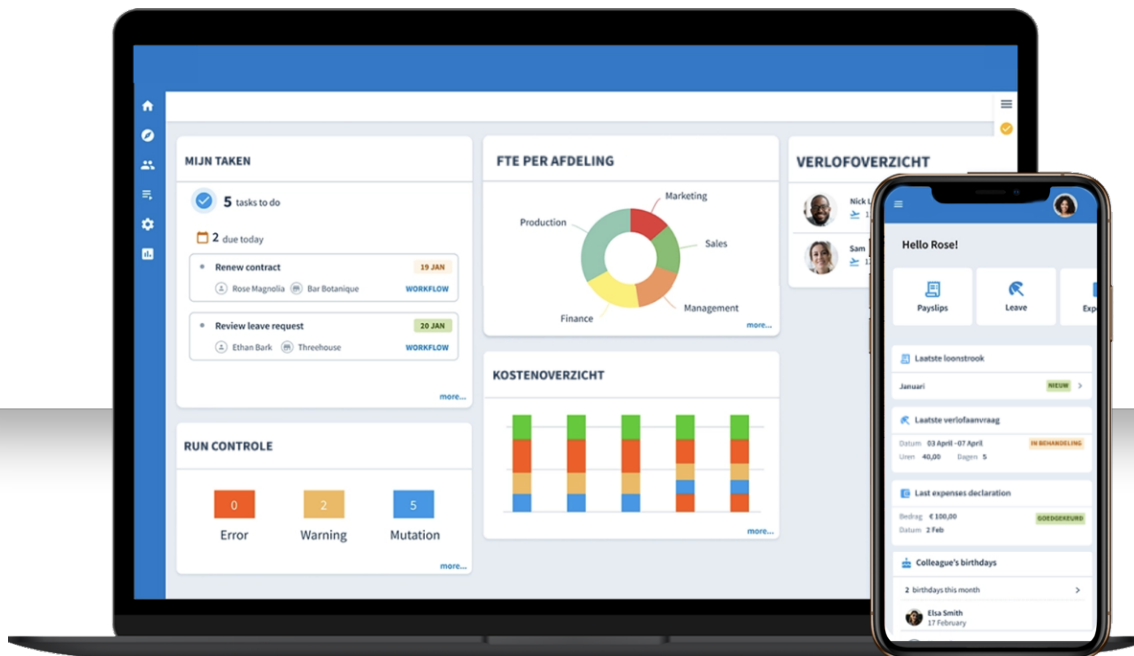 MIJN TAKEN
5 tasks to do
2 due today
Renew contract
19 JAN
Rose Magnolia
Bar Botanique
WORKFLOW
Review leave request
20 JAN
Ethan Bark
Threehouse
WORKFLOW
more...
RUN CONTROLE
0
2
5
Error
Warning
Mutation
more...
FTE PER AFDELING
Marketing
Production
Sales
Management
Finance
more...
KOSTENOVERZICHT
more...
VERLOFOVERZICHT
Nick
Sam
Hello Rose!
Payslips
Leave
Laatste loonstrook
Januari
NIEUW
Laatste verlofaanvraag
Datum 03 April -07 April
IN BEHANDELING
Uren 40,00 Dagen 5
Last expenses declaration
Bedrag € 100,00
GOEDGEKEURD
Datum 2 Feb
Colleague's birthdays
2 birthdays this month
Elsa Smith
17 February